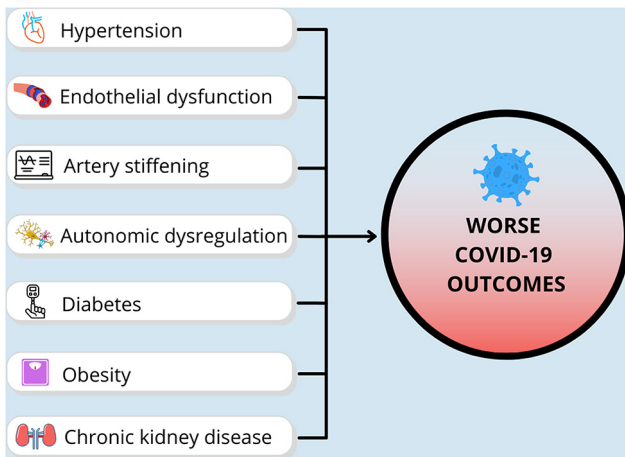 Hypertension
Endothelial dysfunction
Artery stiffening
Autonomic dysregulation
Diabetes
Obesity
Chronic kidney disease
WORSE
COVID-19
OUTCOMES